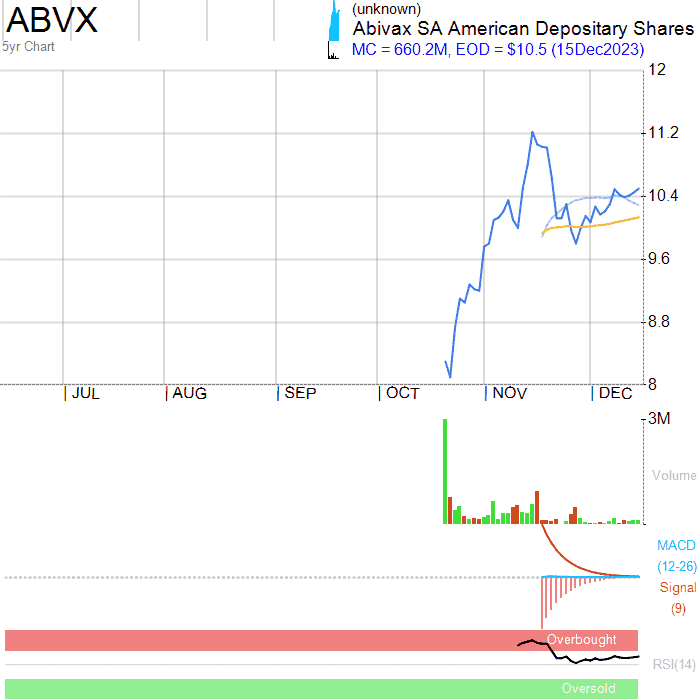 ABVX
(unknown)
Abivax SA American Depositary Shares
5yr Chart
MC = 660.2M, EOD = $10.5 (15Dec2023)
12
11.2
10.4
9.6
8.8
8
JUL AUG SEP OCT NOV DEC
3M
Volume
MACD
(12-26)
Signal
(9)
Overbought
RSI(14)
Oversold